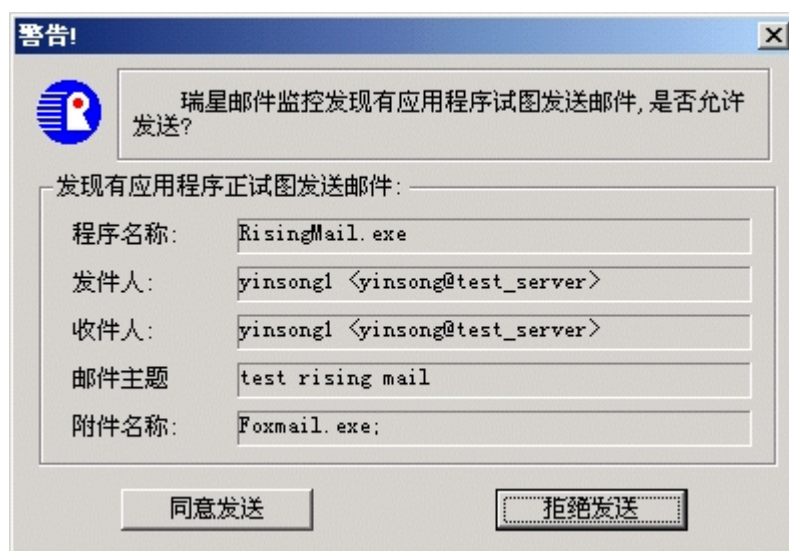 警告!
瑞星邮件监控发现有应用程序试图发送邮件,是否允许
发送?
发现有应用程序正试图发送邮件:
程序名称: RisingMail.exe
发件人: yinsong1 <yinsong@test_server>
收件人: yinsong1 <yinsong@test_server>
邮件主题 test rising mail
附件名称: Foxmail.exe;
同意发送 拒绝发送